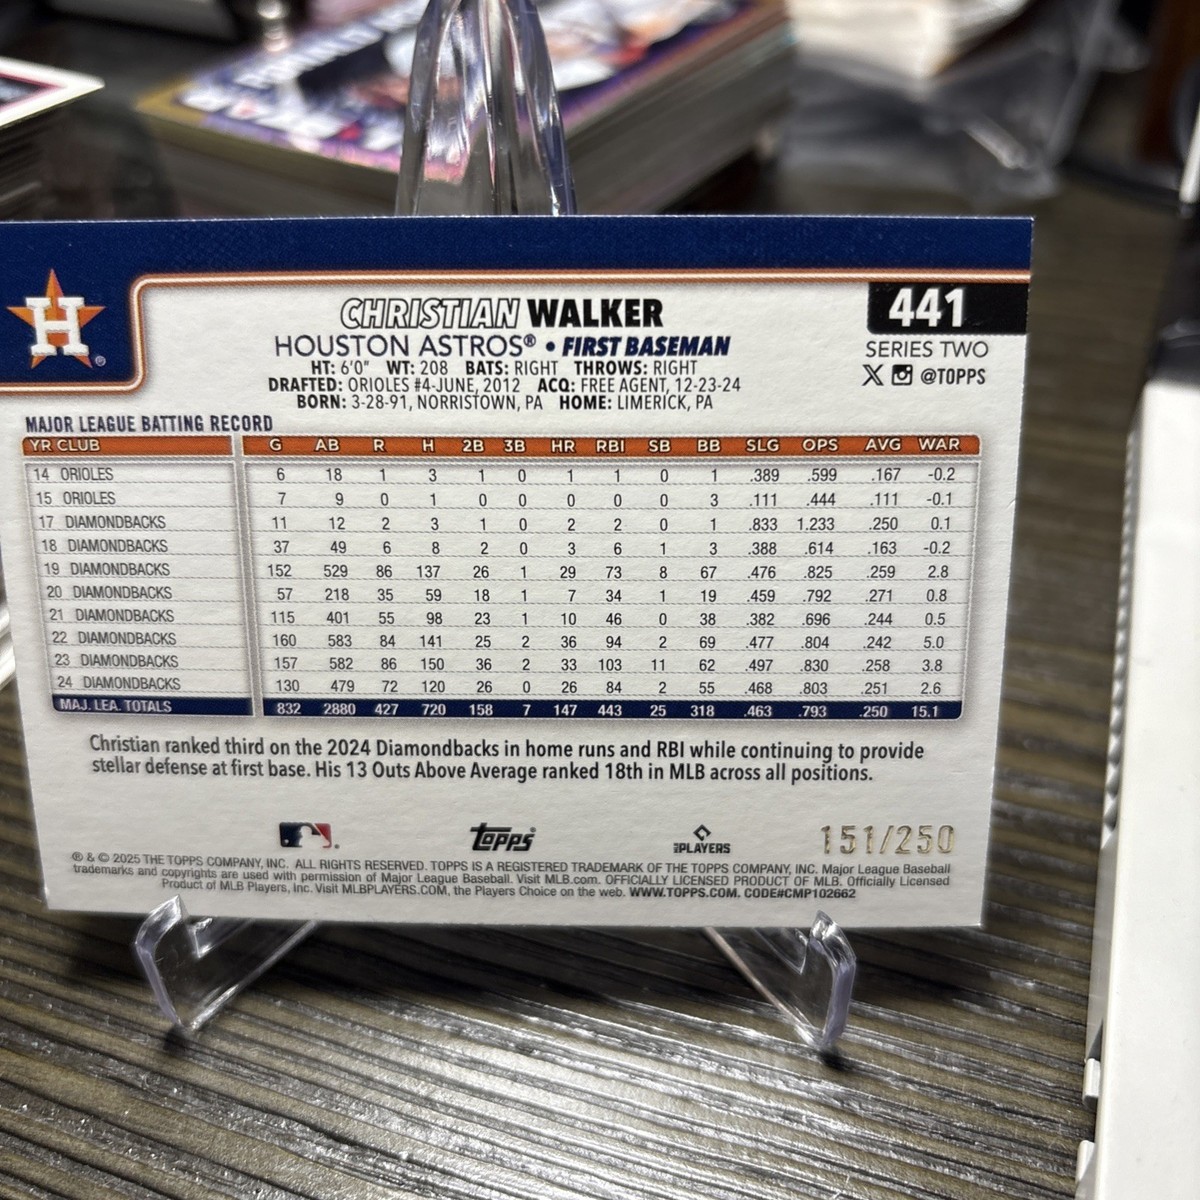 CHRISTIAN WALKER
HOUSTON ASTROS® • FIRST BASEMAN
HT: 6'0" WT: 208 BATS: RIGHT THROWS: RIGHT
DRAFTED: ORIOLES #4-JUNE, 2012 ACQ: FREE AGENT, 12-23-24
BORN: 3-28-91, NORRISTOWN, PA HOME: LIMERICK, PA
441
SERIES TWO
X @TOPPS
H ®
MAJOR LEAGUE BATTING RECORD
YR CLUB G AB R H 2B 3B HR RBI SB BB SLG OPS AVG WAR
14 ORIOLES 6 18 1 3 1 0 1 1 0 1 .389 .599 .167 -0.2
15 ORIOLES 7 9 0 1 0 0 0 0 0 3 .111 .444 .111 -0.1
17 DIAMONDBACKS 11 12 2 3 1 0 2 2 0 1 .833 1.233 .250 0.1
18 DIAMONDBACKS 37 49 6 8 2 0 3 6 1 3 .388 .614 .163 -0.2
19 DIAMONDBACKS 152 529 86 137 26 1 29 73 8 67 .476 .825 .259 2.8
20 DIAMONDBACKS 57 218 35 59 18 1 7 34 1 19 .459 .792 .271 0.8
21 DIAMONDBACKS 115 401 55 98 23 1 10 46 0 38 .382 .696 .244 0.5
22 DIAMONDBACKS 160 583 84 141 25 2 36 94 2 69 .477 .804 .242 5.0
23 DIAMONDBACKS 157 582 86 150 36 2 33 103 11 62 .497 .830 .258 3.8
24 DIAMONDBACKS 130 479 72 120 26 0 26 84 2 55 .468 .803 .251 2.6
MAJ. LEA. TOTALS 832 2880 427 720 158 7 147 443 25 318 .463 .793 .250 15.1
Christian ranked third on the 2024 Diamondbacks in home runs and RBI while continuing to provide
stellar defense at first base. His 13 Outs Above Average ranked 18th in MLB across all positions.
topps
PLAYERS
151/250
® & © 2025 THE TOPPS COMPANY, INC. ALL RIGHTS RESERVED. TOPPS IS A REGISTERED TRADEMARK OF THE TOPPS COMPANY, INC. Major League Baseball
trademarks and copyrights are used with permission of Major League Baseball. Visit MLB.com. OFFICIALLY LICENSED PRODUCT OF MLB. Officially Licensed
Product of MLB Players, Inc. Visit MLBPLAYERS.COM, the Players Choice on the web. WWW.TOPPS.COM. CODE#CMP102662